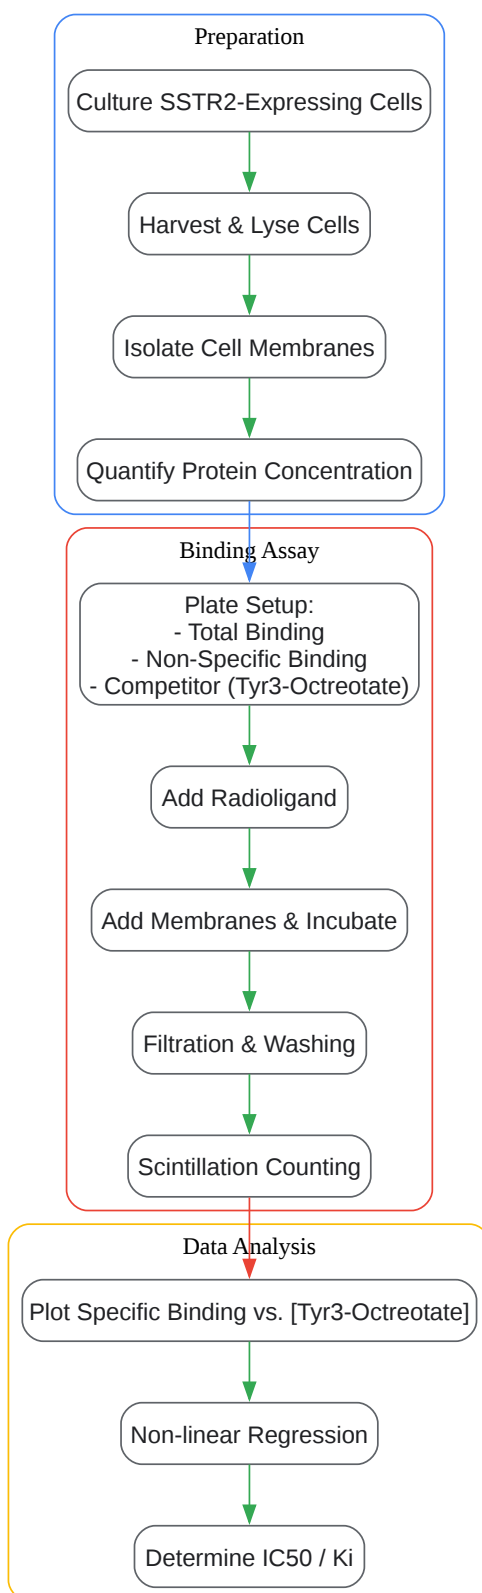 Preparation
Culture SSTR2-Expressing Cells
Harvest & Lyse Cells
Isolate Cell Membranes
Quantify Protein Concentration
Binding Assay
Plate Setup:
- Total Binding
- Non-Specific Binding
- Competitor (Tyr3-Octreotate)
Add Radioligand
Add Membranes & Incubate
Filtration & Washing
Scintillation Counting
Data Analysis
Plot Specific Binding vs. [Tyr3-Octreotate]
Non-linear Regression
Determine IC50 / Ki